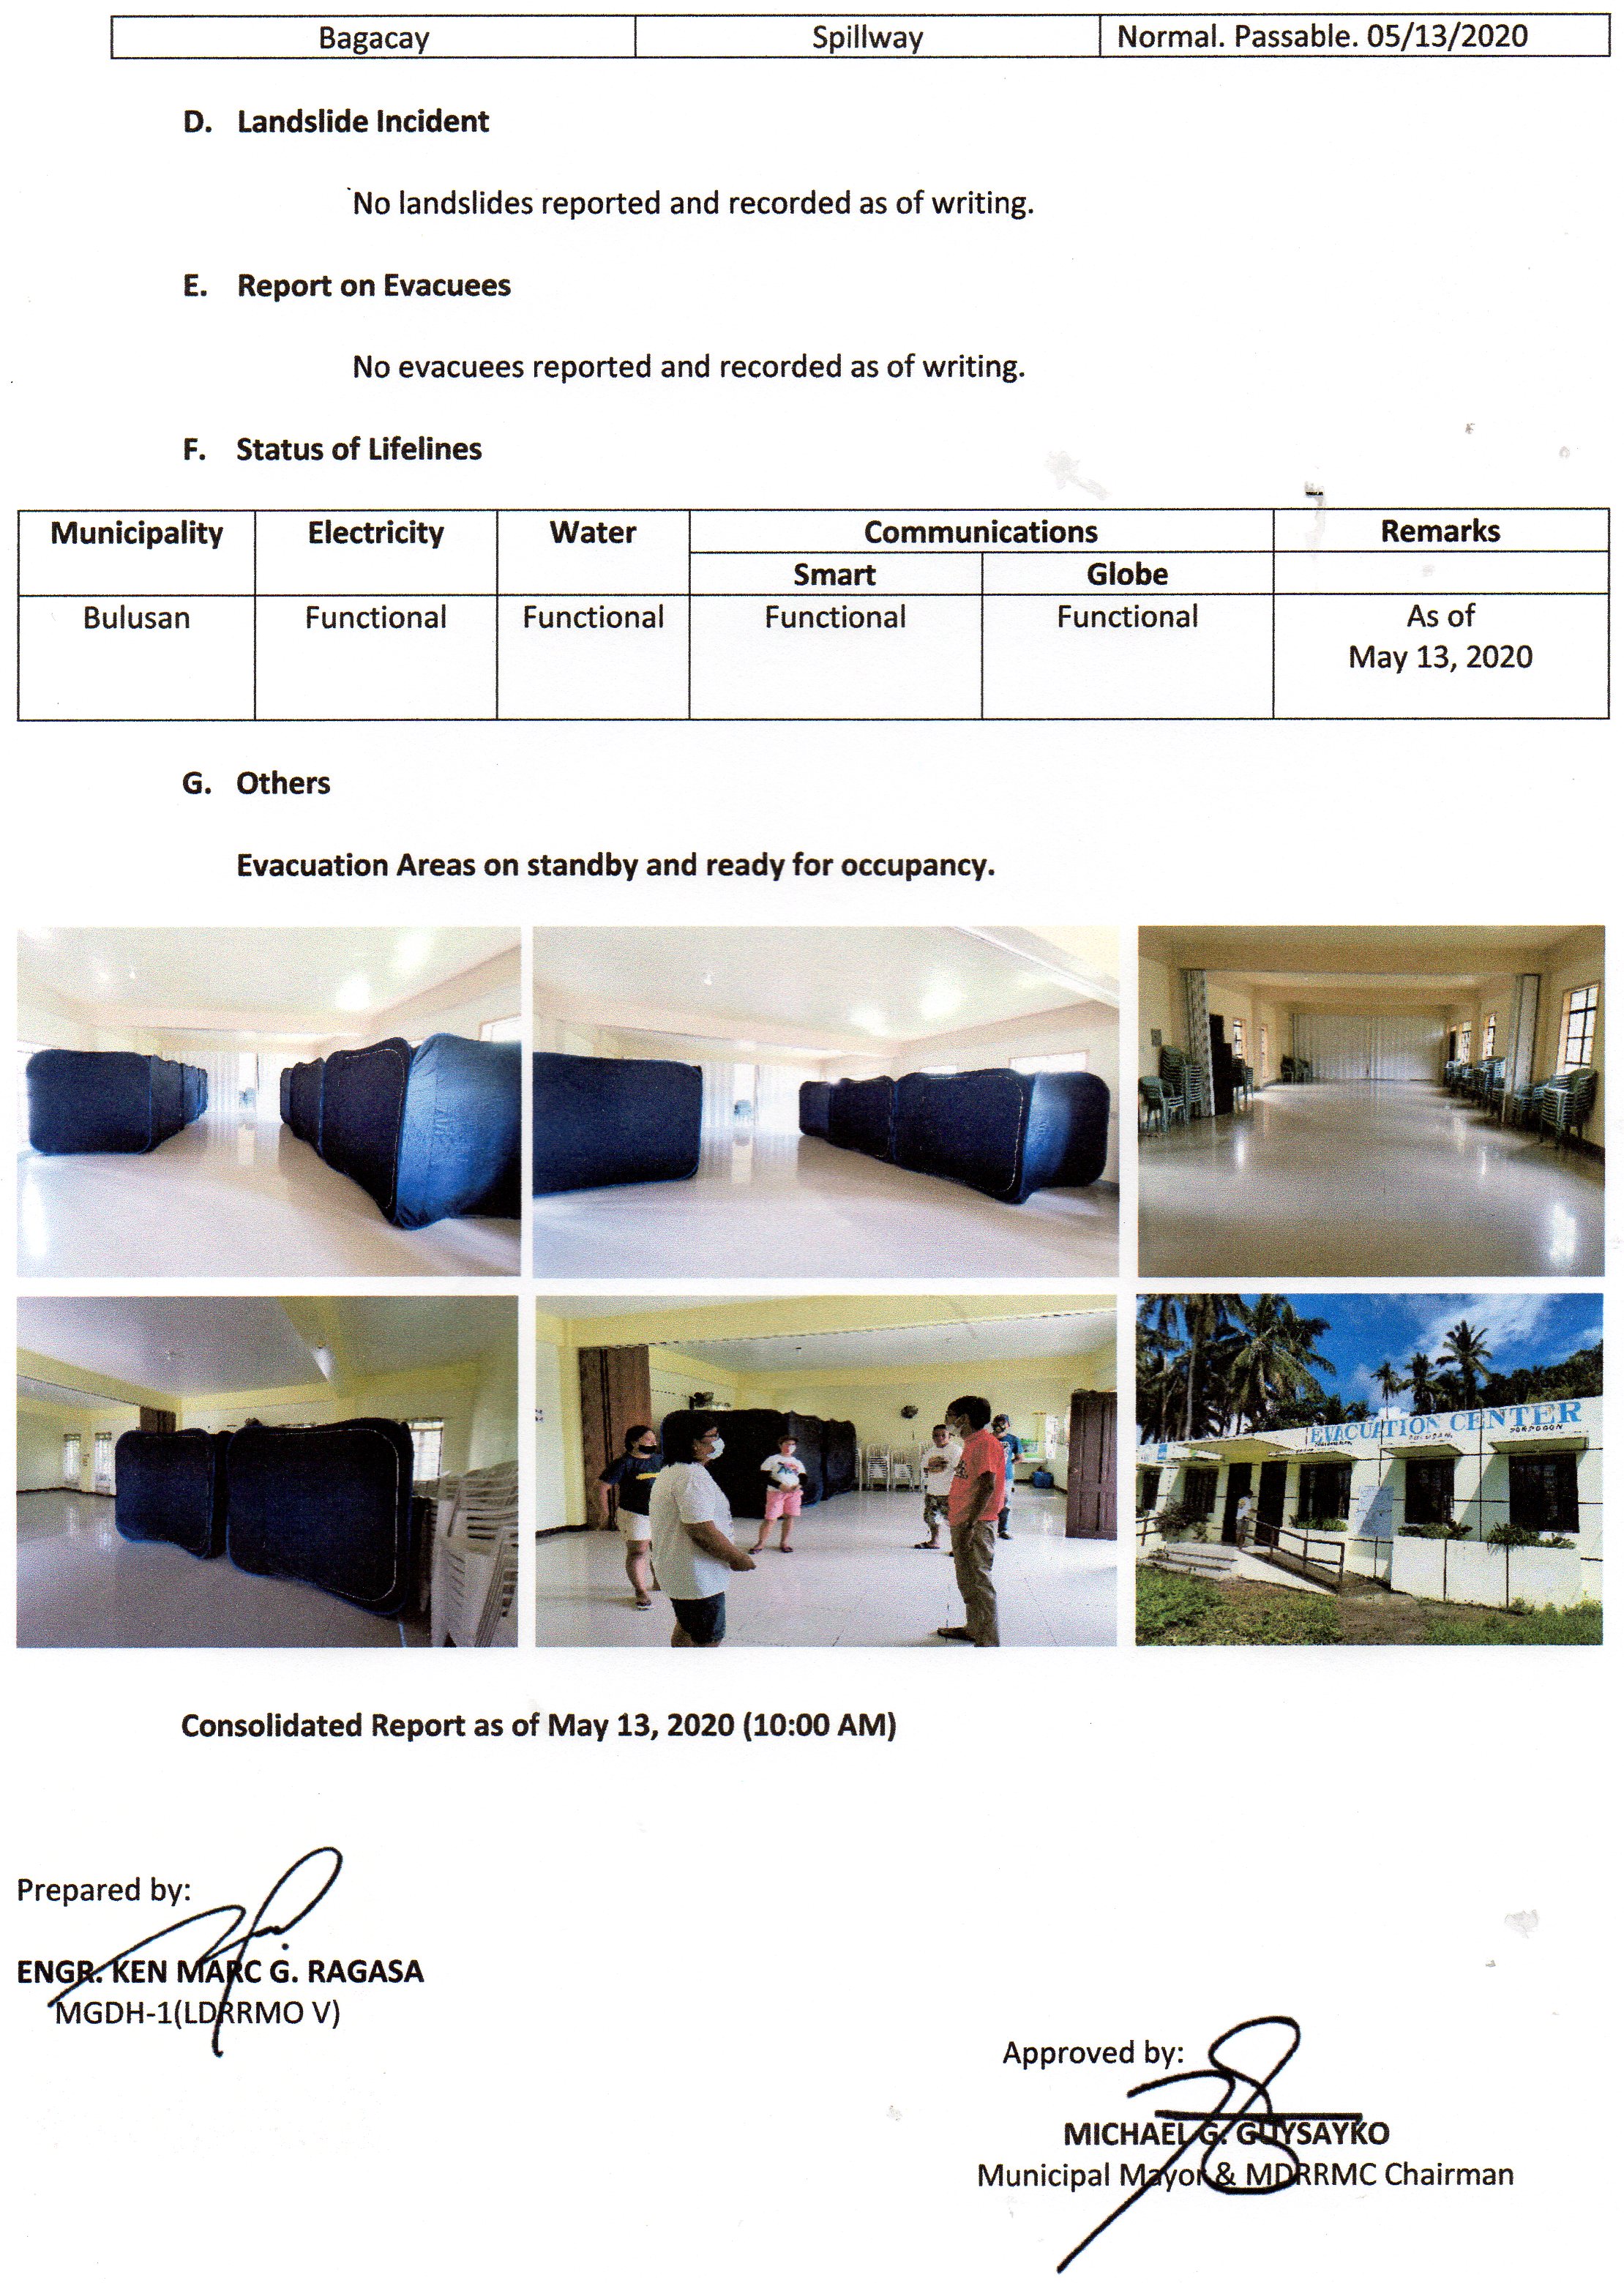 Bagacay Spillway Normal. Passable. 05/13/2020
D. Landslide Incident
No landslides reported and recorded as of writing.
E. Report on Evacuees
No evacuees reported and recorded as of writing.
F. Status of Lifelines
Municipality Electricity Water Communications Remarks
Smart Globe
Bulusan Functional Functional Functional Functional As of
May 13, 2020
G. Others
Evacuation Areas on standby and ready for occupancy.
EVACUATION CENTER
BULUSAN, SORSOGON
Consolidated Report as of May 13, 2020 (10:00 AM)
Prepared by:
ENGR. KEN MARC G. RAGASA
MGDH-1(LDRRMO V)
Approved by:
MICHAEL G. GUYSAYKO
Municipal Mayor & MDRRMC Chairman